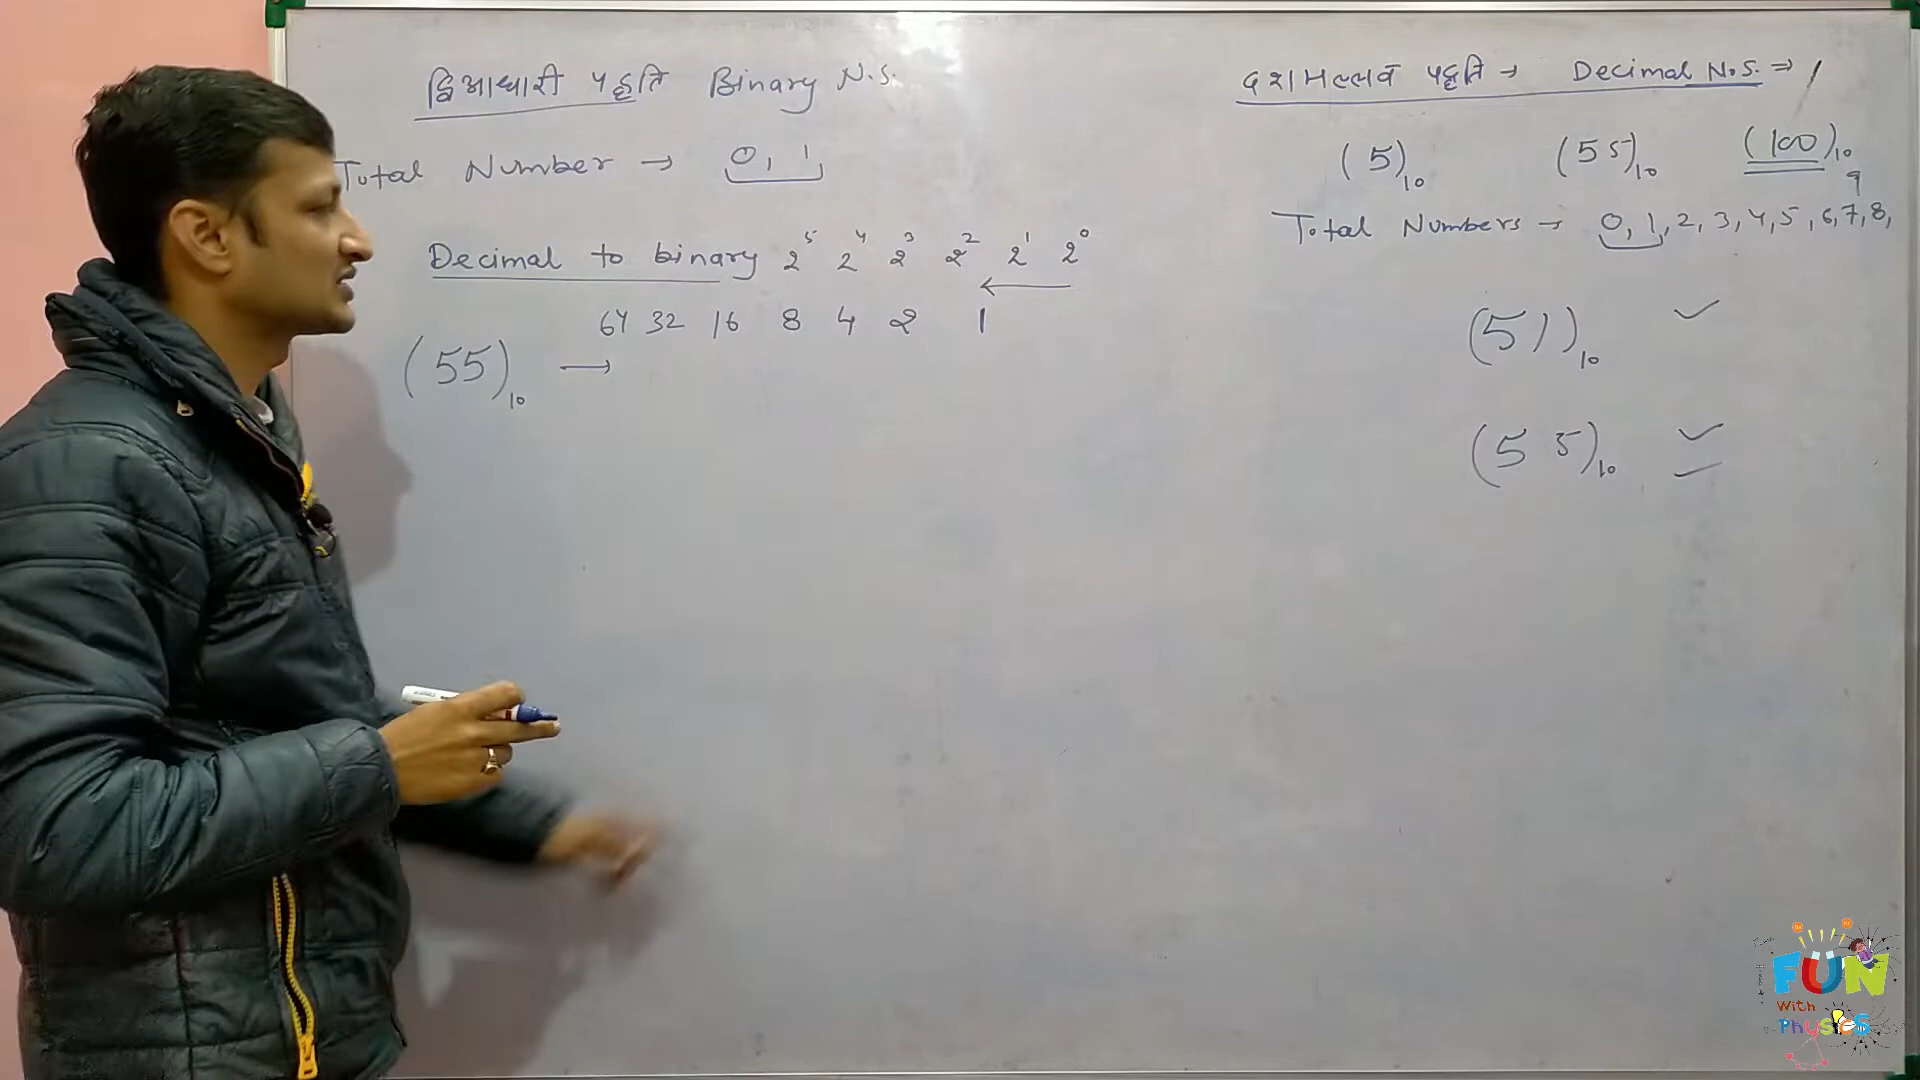 द्विआधारी पद्धति Binary N.S.
Total Number → 0, 1
Decimal to binary 2⁵ 2⁴ 2³ 2² 2¹ 2⁰
←
64 32 16 8 4 2 1
(55)₁₀ →
दशमल्लव पद्धति → Decimal N.S. ⇒
(5)₁₀ (55)₁₀ (100)₁₀
Total Numbers → 0, 1, 2, 3, 4, 5, 6, 7, 8, 9
(51)₁₀ ✓
(55)₁₀ ✓
FUN
With
Physics